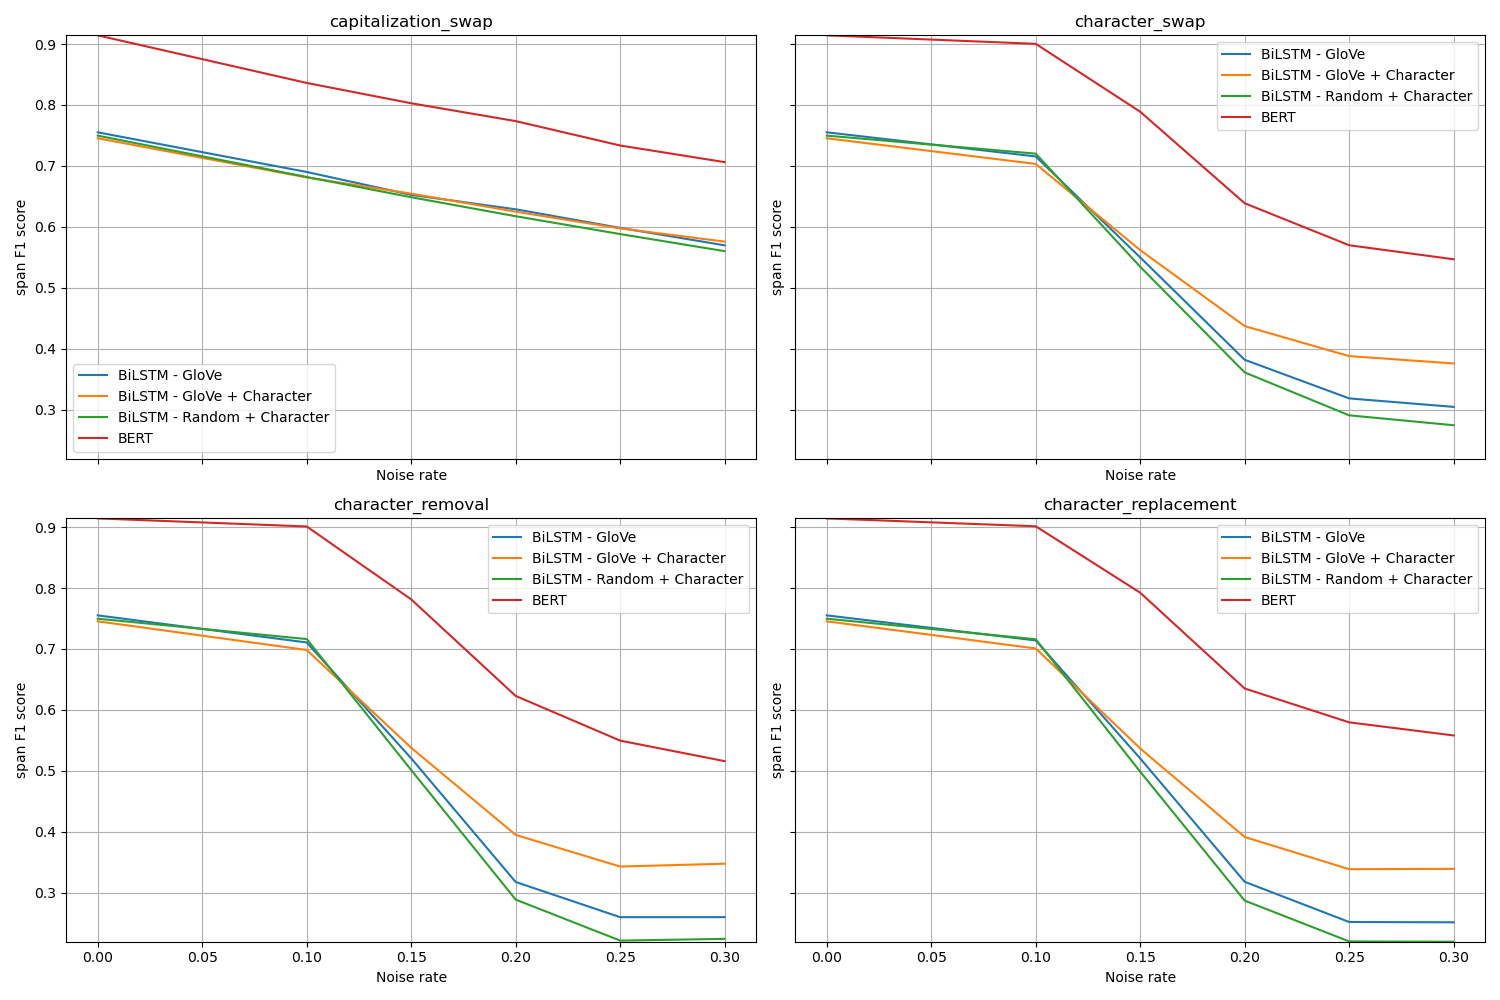 capitalization_swap
span F1 score
0.9
0.8
0.7
0.6
0.5
0.4
0.3
BiLSTM - GloVe
BiLSTM - GloVe + Character
BiLSTM - Random + Character
BERT
Noise rate
character_swap
span F1 score
BiLSTM - GloVe
BiLSTM - GloVe + Character
BiLSTM - Random + Character
BERT
Noise rate
character_removal
span F1 score
0.9
0.8
0.7
0.6
0.5
0.4
0.3
BiLSTM - GloVe
BiLSTM - GloVe + Character
BiLSTM - Random + Character
BERT
0.00 0.05 0.10 0.15 0.20 0.25 0.30
Noise rate
character_replacement
span F1 score
BiLSTM - GloVe
BiLSTM - GloVe + Character
BiLSTM - Random + Character
BERT
0.00 0.05 0.10 0.15 0.20 0.25 0.30
Noise rate